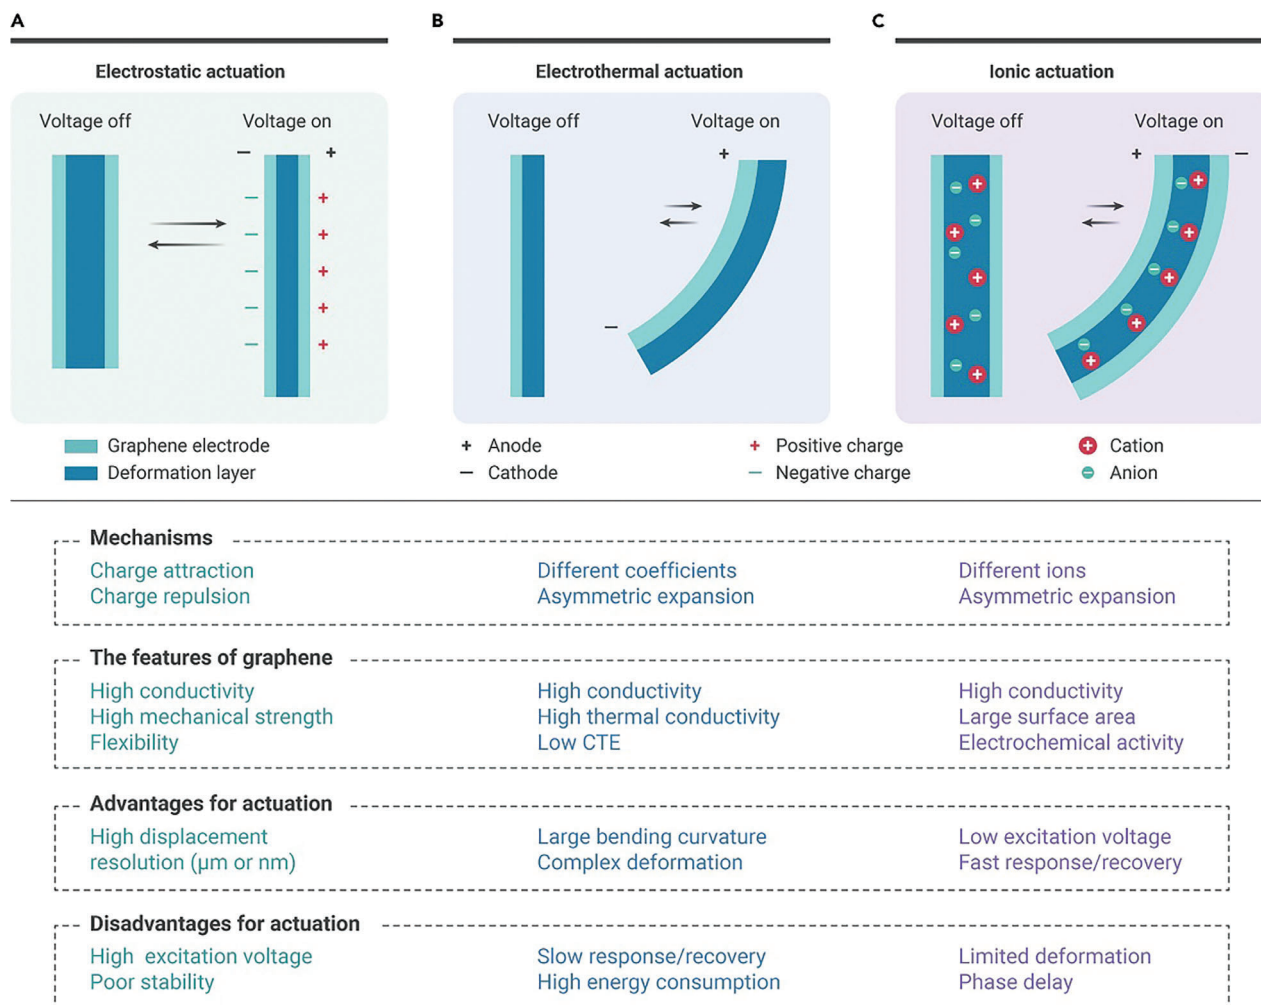 A
B
C
Electrostatic actuation
Electrothermal actuation
Ionic actuation
Voltage off
Voltage on
Voltage off
Voltage on
Voltage off
Voltage on
− +
− − − − −
+ + + + +
+
−
+ −
− + − + − + − + − +
− + − + − + − + − +
Graphene electrode
+ Anode
+ Positive charge
+ Cation
Deformation layer
− Cathode
− Negative charge
− Anion
Mechanisms
Charge attraction
Charge repulsion
Different coefficients
Asymmetric expansion
Different ions
Asymmetric expansion
The features of graphene
High conductivity
High mechanical strength
Flexibility
High conductivity
High thermal conductivity
Low CTE
High conductivity
Large surface area
Electrochemical activity
Advantages for actuation
High displacement
resolution (μm or nm)
Large bending curvature
Complex deformation
Low excitation voltage
Fast response/recovery
Disadvantages for actuation
High excitation voltage
Poor stability
Slow response/recovery
High energy consumption
Limited deformation
Phase delay